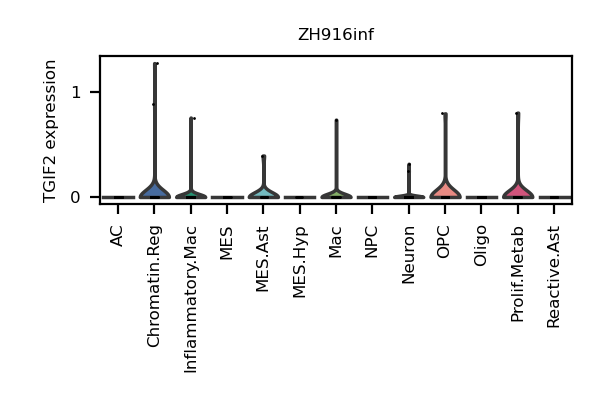 ZH916inf
TGIF2 expression
1
0
AC
Chromatin.Reg
Inflammatory.Mac
MES
MES.Ast
MES.Hyp
Mac
NPC
Neuron
OPC
Oligo
Prolif.Metab
Reactive.Ast